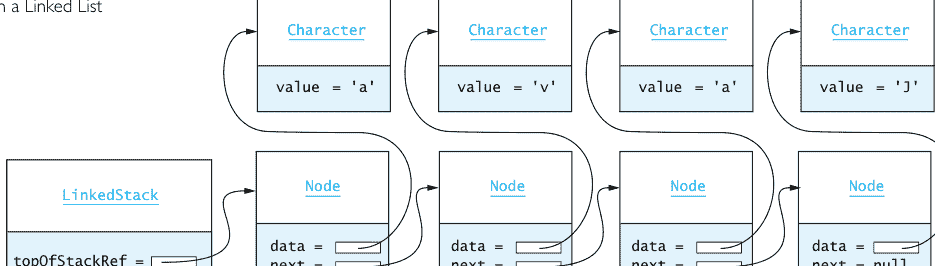 n a Linked List
Character Character Character Character
value = 'a' value = 'v' value = 'a' value = 'J'
LinkedStack Node Node Node Node
topOfStackRef = data = data = data = data =
next = next = next = next = null